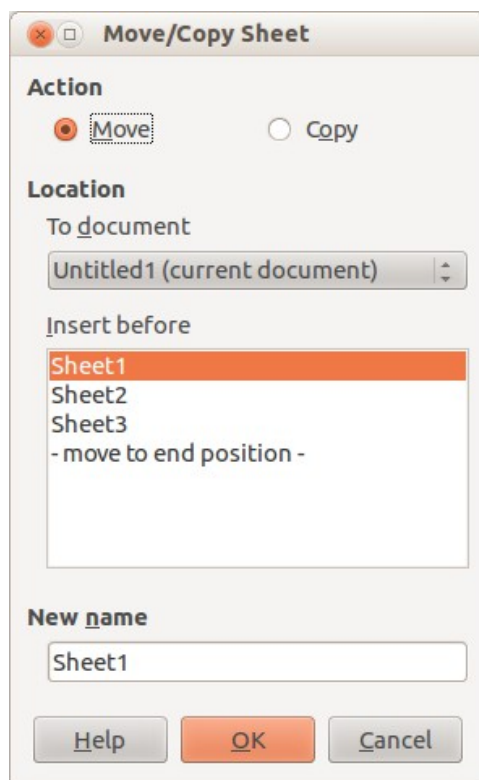 Move/Copy Sheet
Action
Move Copy
Location
To document
Untitled1 (current document)
Insert before
Sheet1
Sheet2
Sheet3
- move to end position -
New name
Sheet1
Help OK Cancel